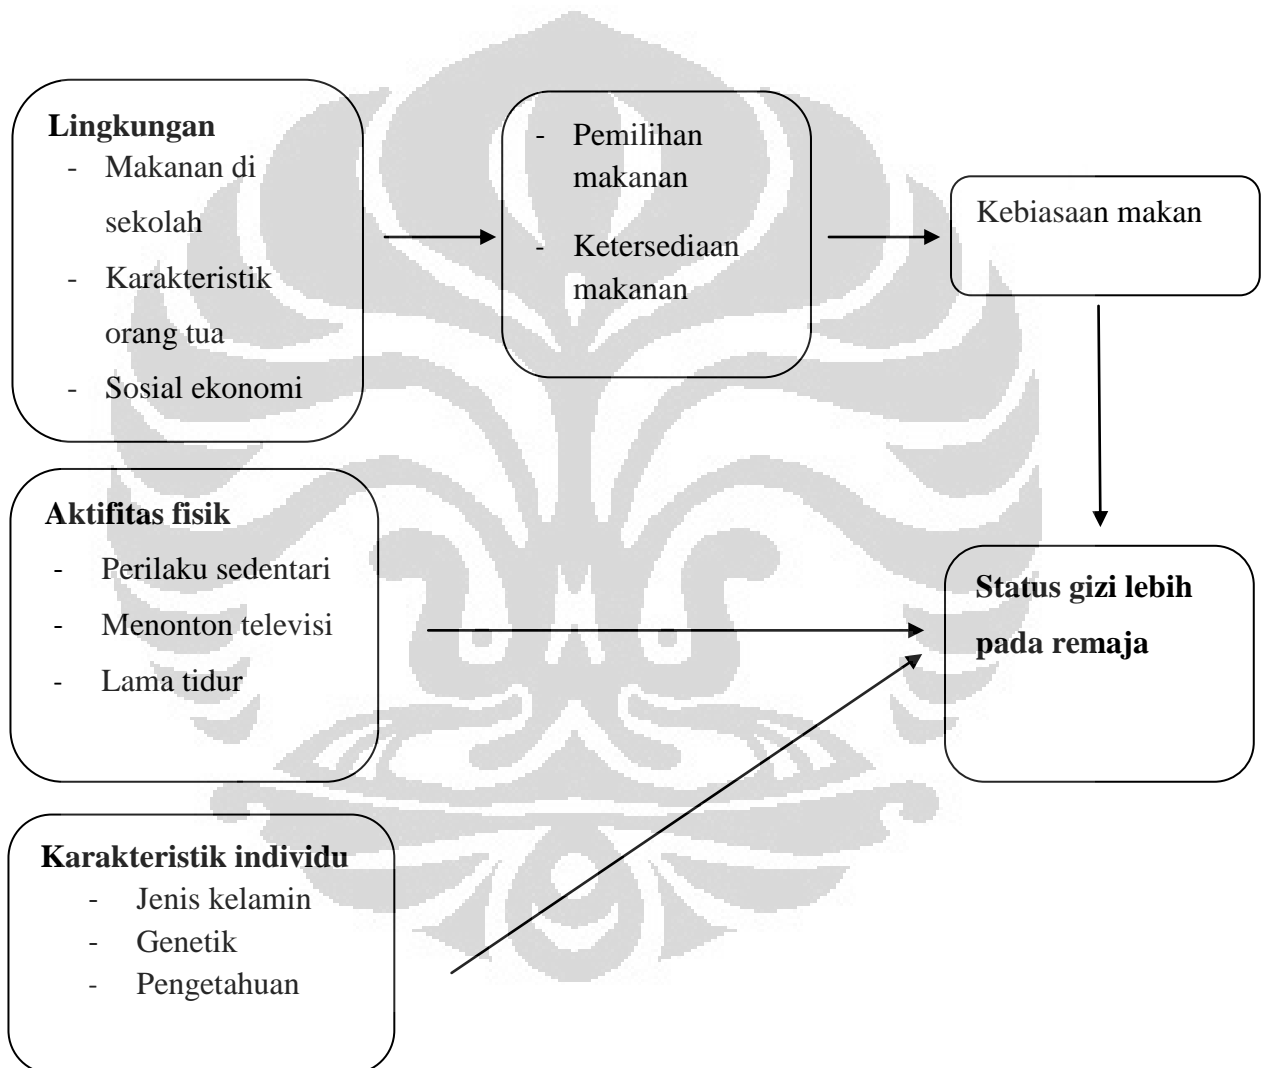 Lingkungan
- Makanan di
sekolah
- Karakteristik
orang tua
- Sosial ekonomi
- Pemilihan
makanan
- Ketersediaan
makanan
Kebiasaan makan
Aktifitas fisik
- Perilaku sedentari
- Menonton televisi
- Lama tidur
Status gizi lebih
pada remaja
Karakteristik individu
- Jenis kelamin
- Genetik
- Pengetahuan